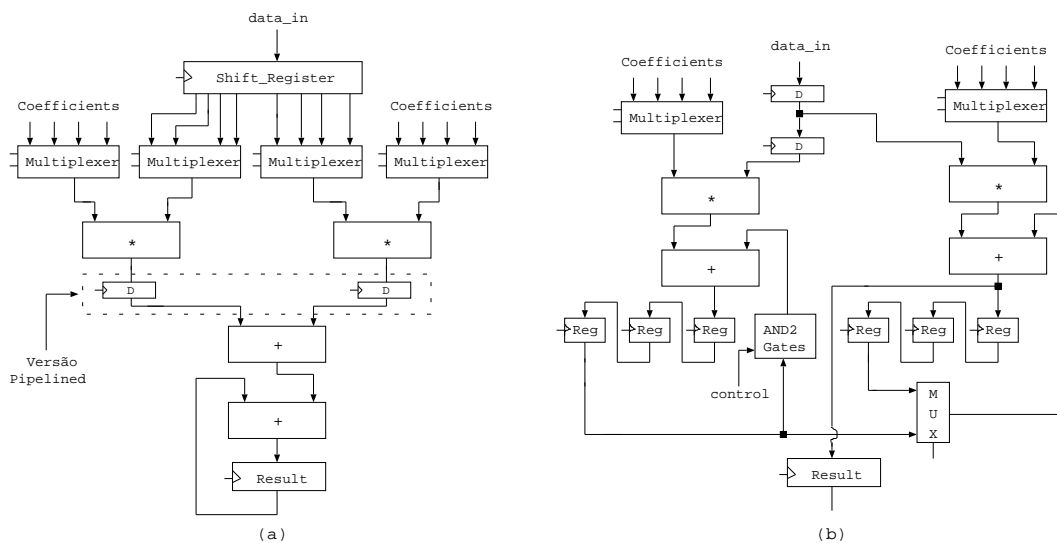 data_in
Shift_Register
Coefficients
Coefficients
Multiplexer
Multiplexer
Multiplexer
Multiplexer
*
*
D
D
+
Versão
Pipelined
+
Result
(a)
data_in
Coefficients
Coefficients
D
Multiplexer
Multiplexer
D
*
*
+
+
Reg
Reg
Reg
AND2
Gates
Reg
Reg
Reg
control
M
U
X
Result
(b)